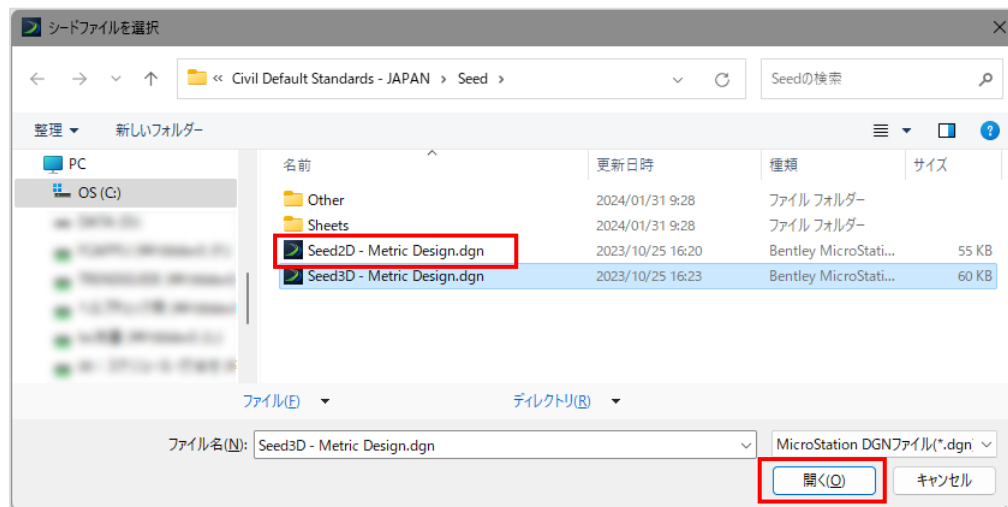 シードファイルを選択
« Civil Default Standards - JAPAN > Seed >
Seedの検索
整理 新しいフォルダー
PC
OS (C:)
名前 更新日時 種類 サイズ
Other 2024/01/31 9:28 ファイル フォルダー
Sheets 2024/01/31 9:28 ファイル フォルダー
Seed2D - Metric Design.dgn 2023/10/25 16:20 Bentley MicroStati... 55 KB
Seed3D - Metric Design.dgn 2023/10/25 16:23 Bentley MicroStati... 60 KB
ファイル(F) ディレクトリ(R)
ファイル名(N): Seed3D - Metric Design.dgn MicroStation DGNファイル(*.dgn)
開く(O) キャンセル